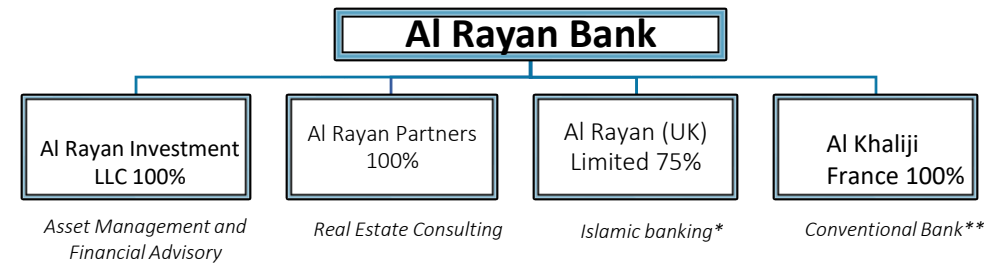 Al Rayan Bank
Al Rayan Investment
LLC 100%
Al Rayan Partners
100%
Al Rayan (UK)
Limited 75%
Al Khaliji
France 100%
Asset Management and
Financial Advisory
Real Estate Consulting
Islamic banking*
Conventional Bank**